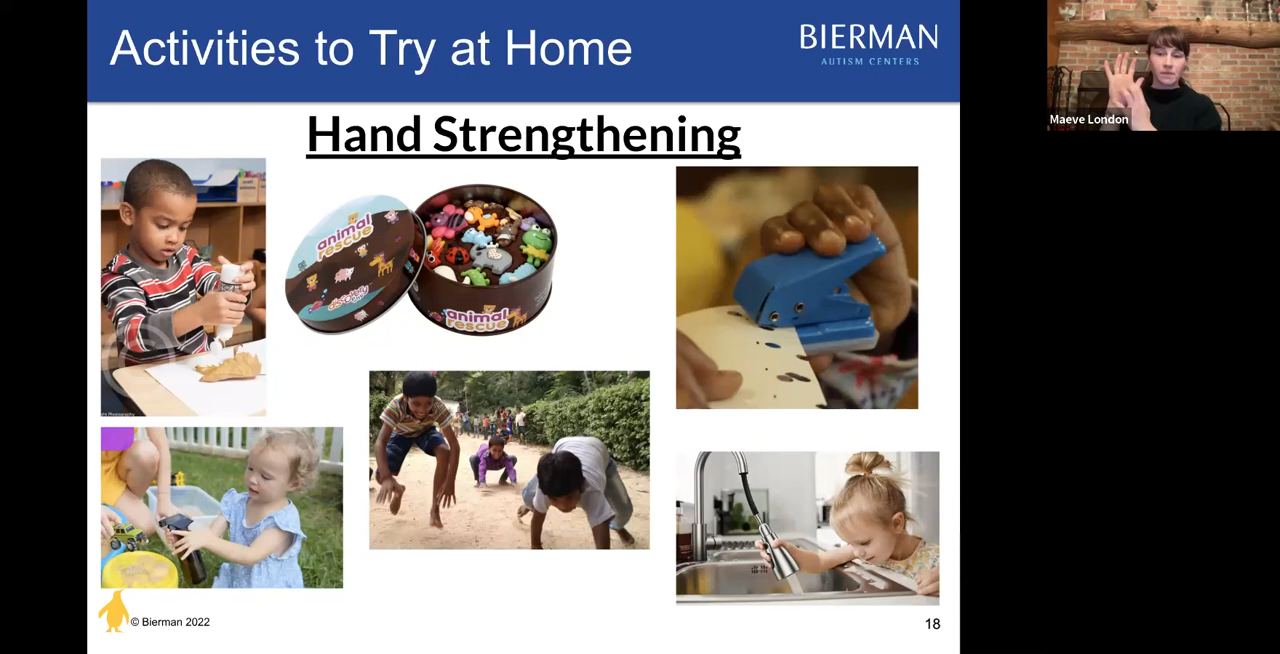 Activities to Try at Home
BIERMAN
AUTISM CENTERS
Maeve London
Hand Strengthening
animal
rescue
animal
rescue
© Bierman 2022
18